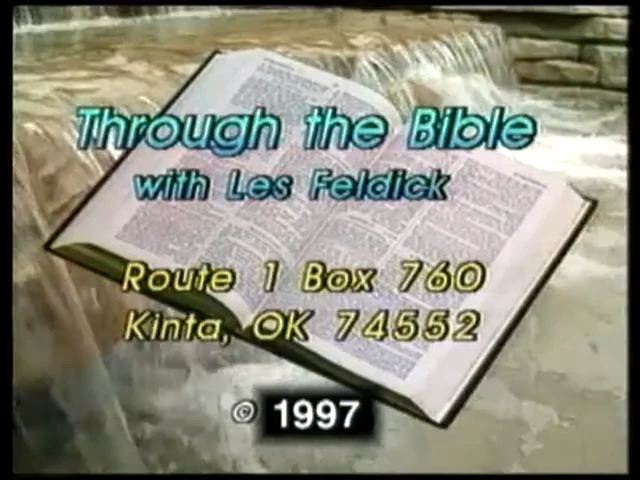 Through the Bible
with Les Feldick
Route 1 Box 760
Kinta, OK 74552
© 1997